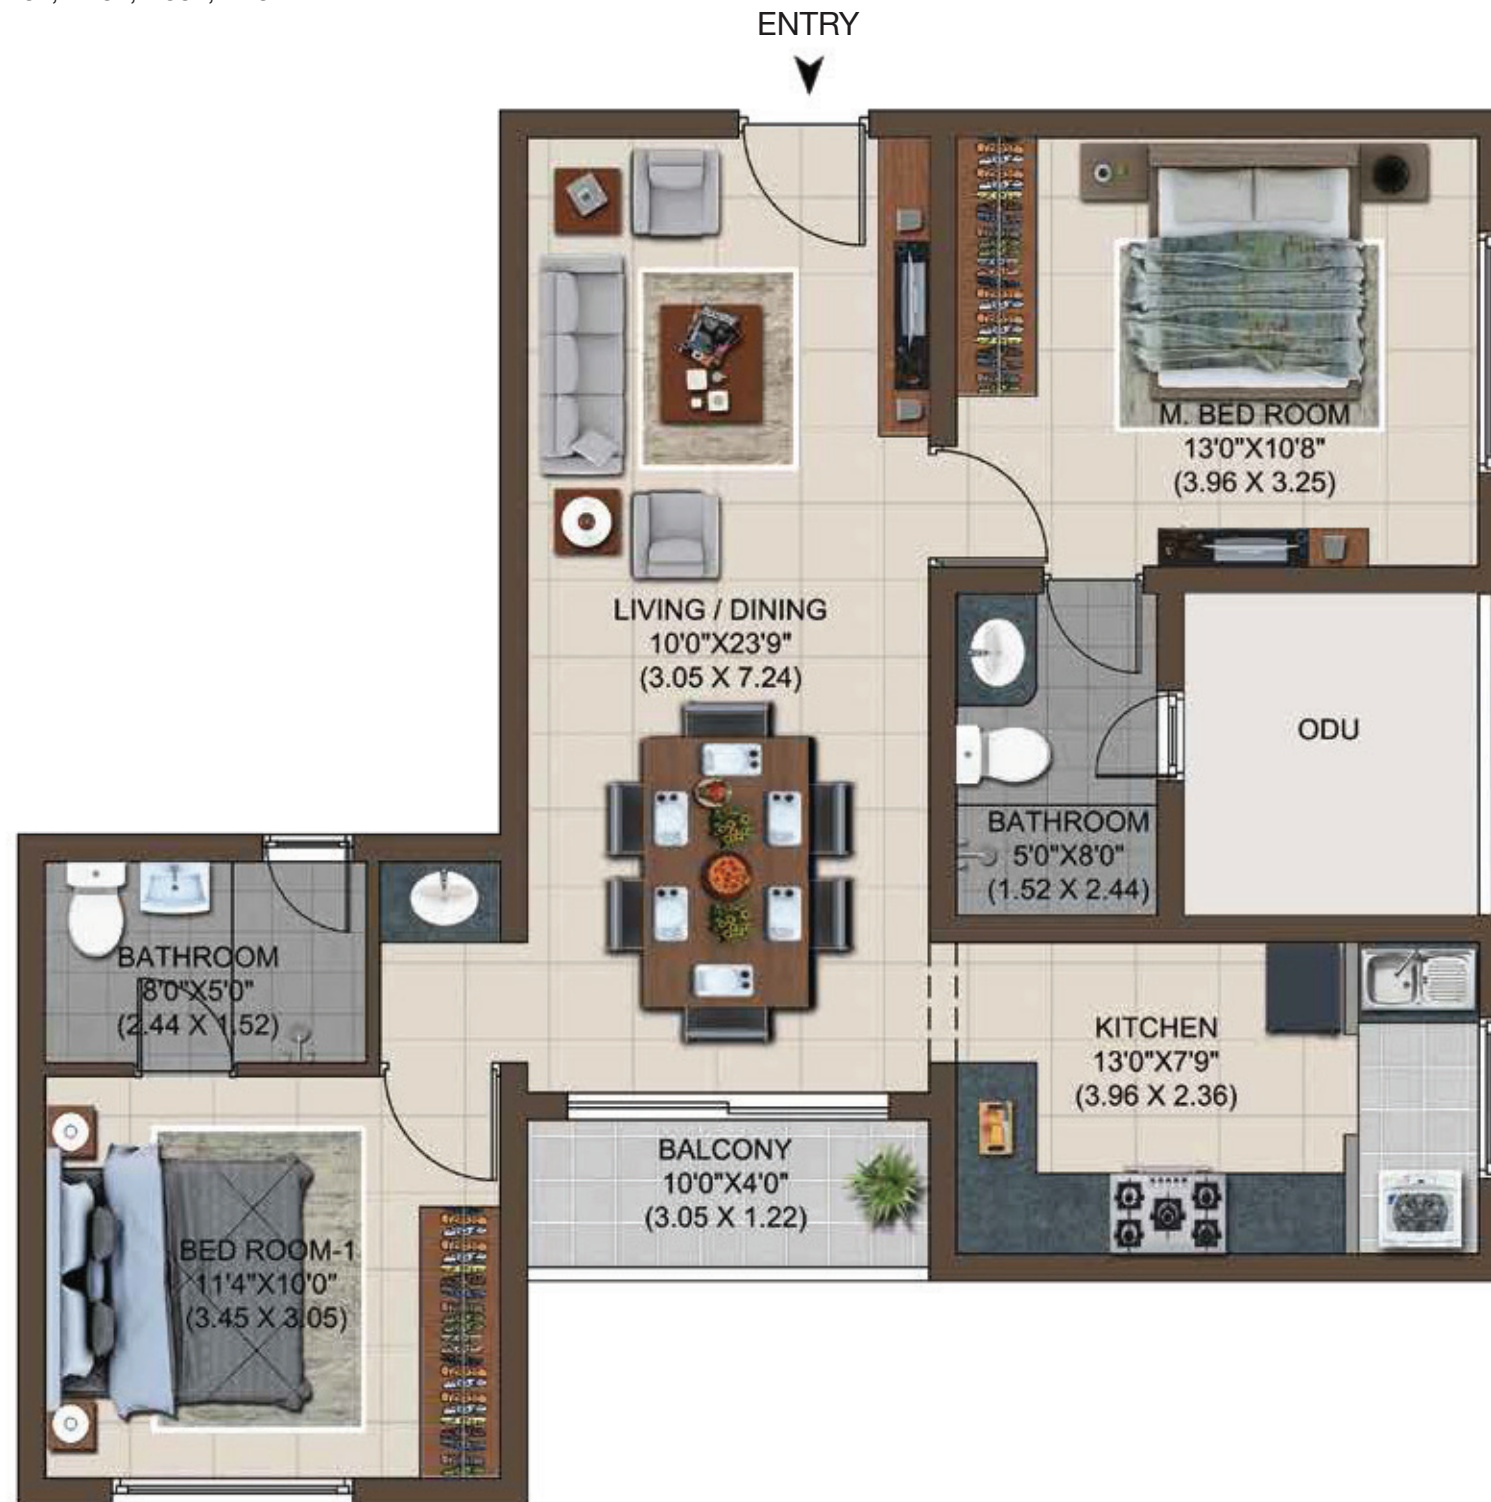 ENTRY
M. BED ROOM
13'0"X10'8"
(3.96 X 3.25)
LIVING / DINING
10'0"X23'9"
(3.05 X 7.24)
ODU
BATHROOM
5'0"X8'0"
(1.52 X 2.44)
BATHROOM
8'0"X5'0"
(2.44 X 1.52)
KITCHEN
13'0"X7'9"
(3.96 X 2.36)
BALCONY
10'0"X4'0"
(3.05 X 1.22)
BED ROOM-1
11'4"X10'0"
(3.45 X 3.05)